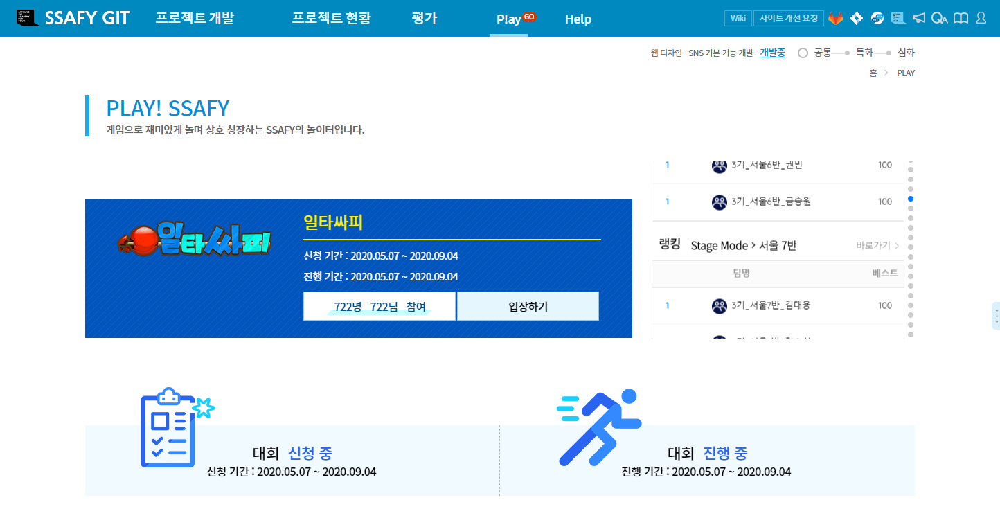 SSAFY GIT 프로젝트 개발 프로젝트 현황 평가 P!ay GO Help Wiki 사이트 개선 요청
웹 디자인 - SNS 기본 기능 개발 - 개발중 공통 특화 심화
홈 > PLAY
PLAY! SSAFY
게임으로 재미있게 놀며 상호 성장하는 SSAFY의 놀이터입니다.
1 3기_서울6반_권민 100
1 3기_서울6반_금승원 100
랭킹 Stage Mode > 서울 7반 바로가기 >
팀명 베스트
1 3기_서울7반_김대용 100
일타싸피
일타싸피
신청 기간 : 2020.05.07 ~ 2020.09.04
진행 기간 : 2020.05.07 ~ 2020.09.04
722명 722팀 참여 입장하기
대회 신청 중
신청 기간 : 2020.05.07 ~ 2020.09.04
대회 진행 중
진행 기간 : 2020.05.07 ~ 2020.09.04